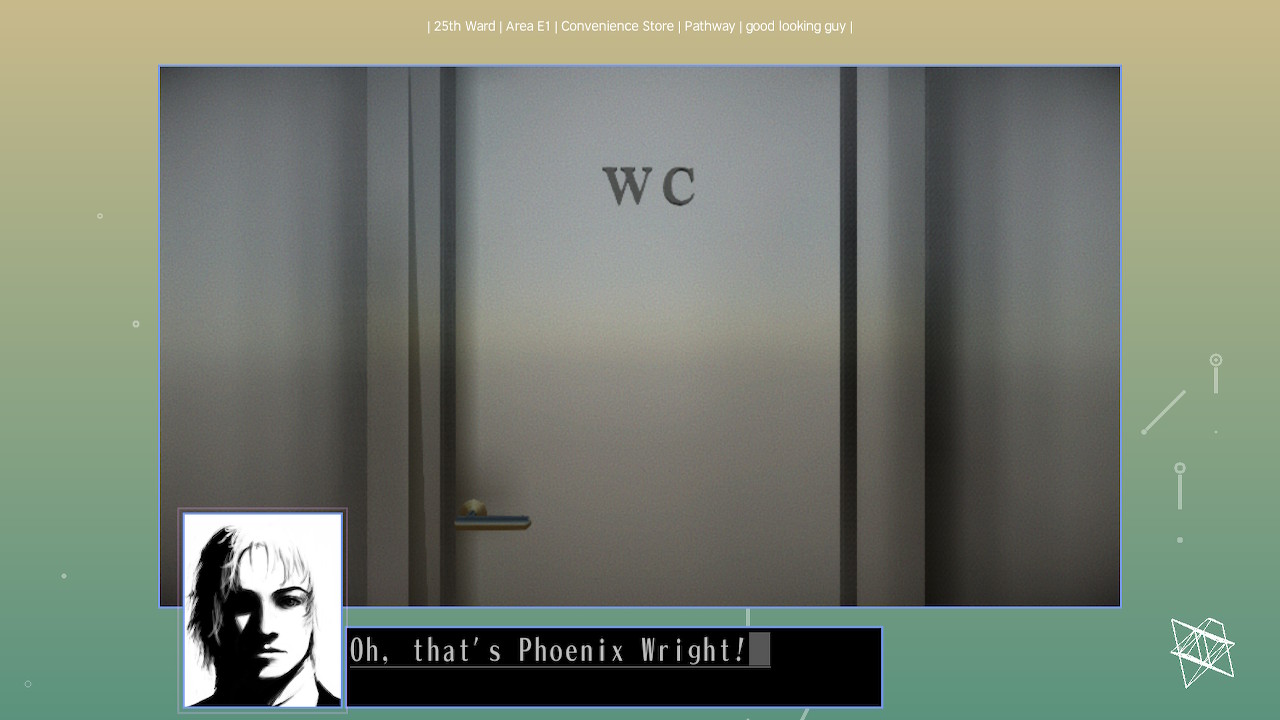 | 25th Ward | Area E1 | Convenience Store | Pathway | good looking guy |
WC
Oh, that's Phoenix Wright!